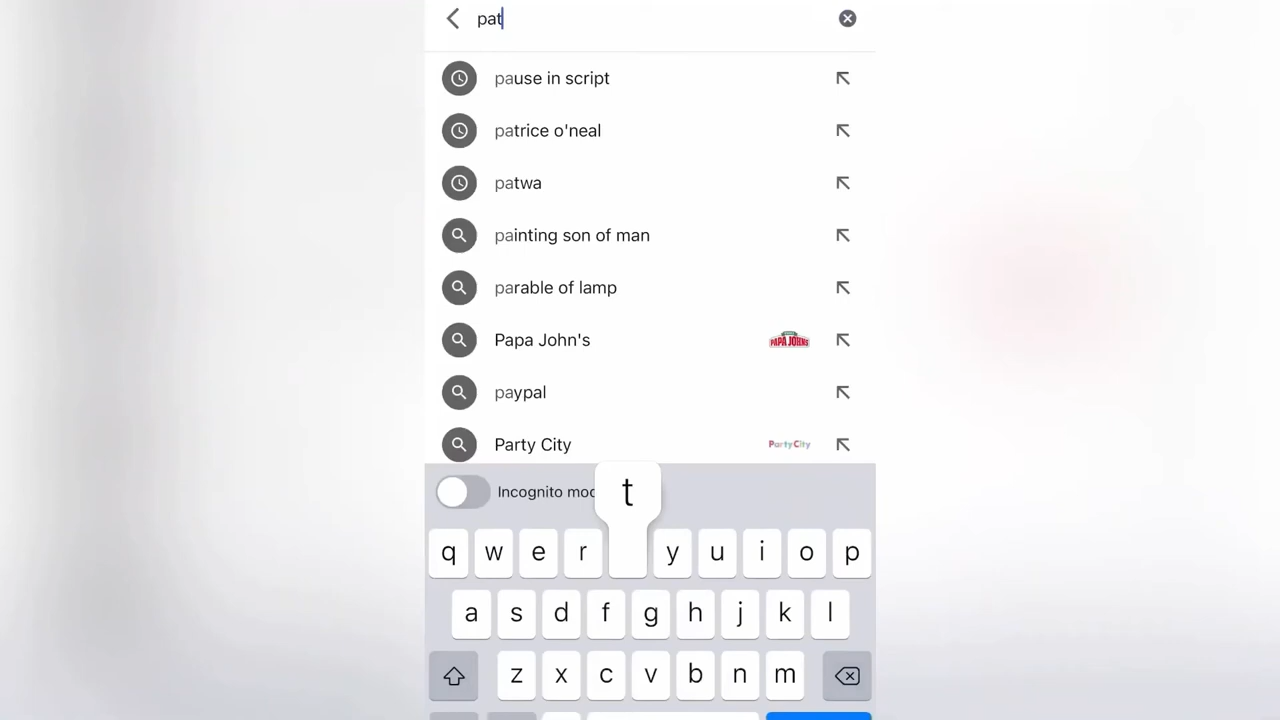 pat
pause in script
patrice o'neal
patwa
painting son of man
parable of lamp
Papa John's PAPA JOHNS
paypal
Party City PartyCity
Incognito mod
t
q w e r y u i o p
a s d f g h j k l
z x c v b n m